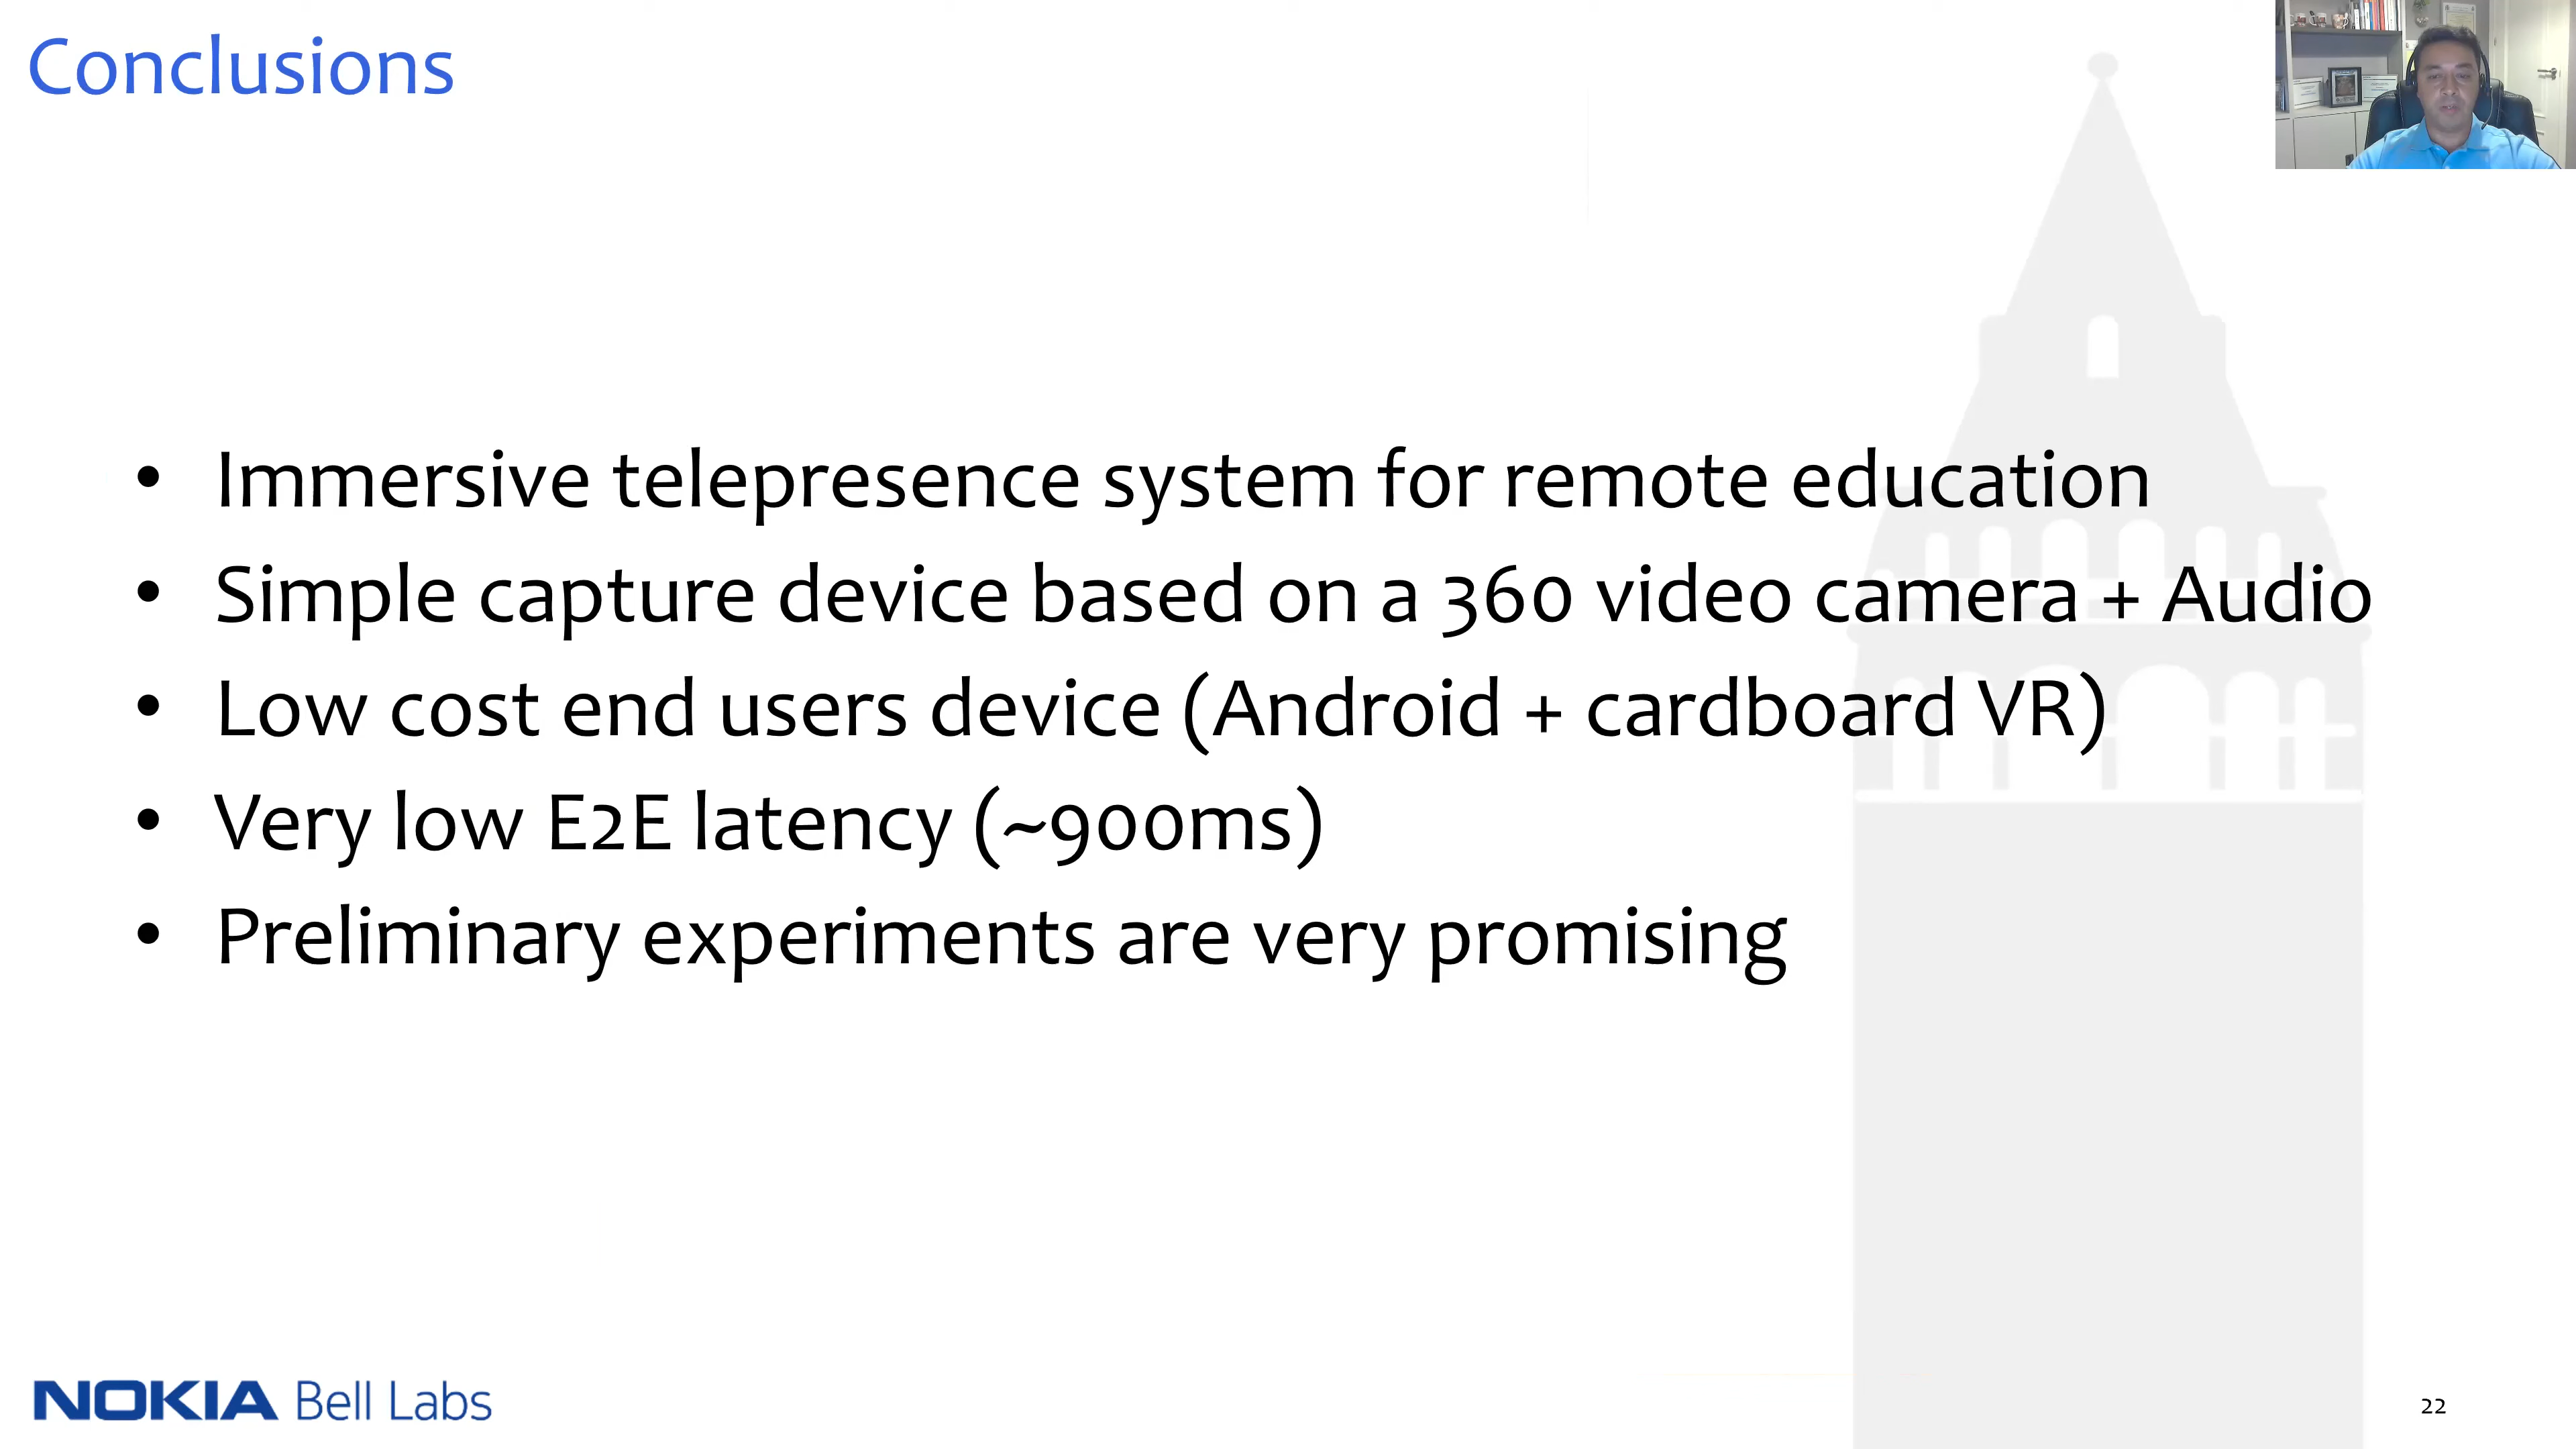 Conclusions
• Immersive telepresence system for remote education
• Simple capture device based on a 360 video camera + Audio
• Low cost end users device (Android + cardboard VR)
• Very low E2E latency (~900ms)
• Preliminary experiments are very promising
NOKIA Bell Labs
22